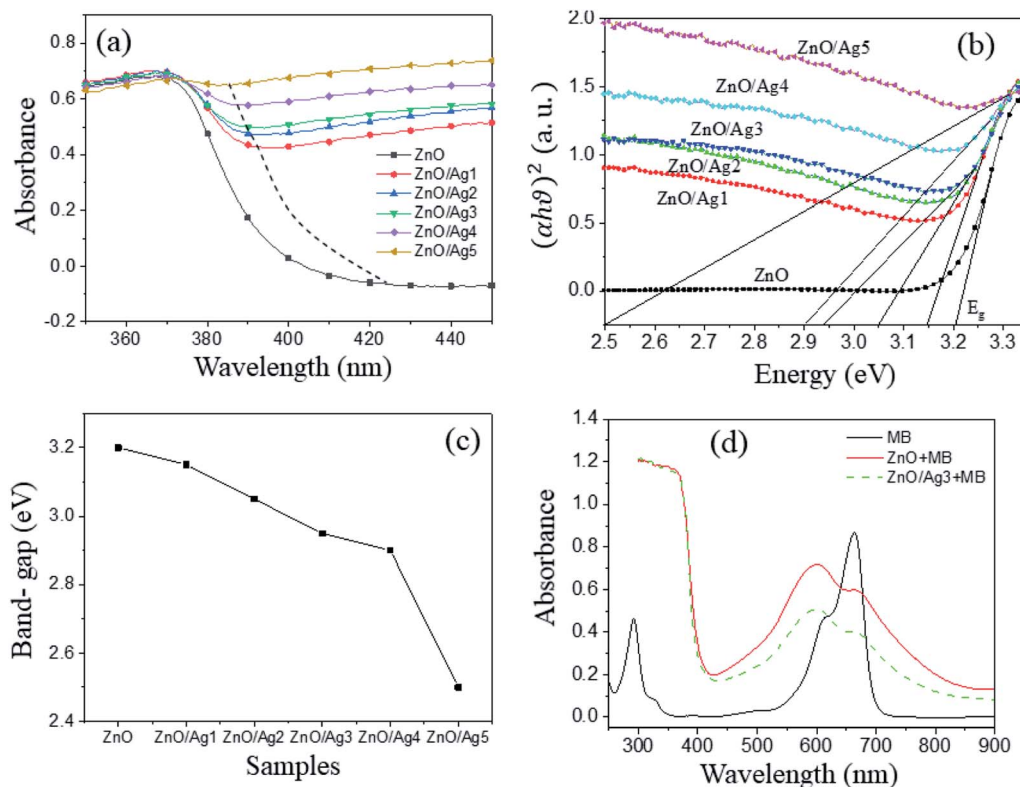 (a)
Absorbance
0.8
0.6
0.4
0.2
0.0
-0.2
360 380 400 420 440
Wavelength (nm)
ZnO
ZnO/Ag1
ZnO/Ag2
ZnO/Ag3
ZnO/Ag4
ZnO/Ag5
(b)
(αhϑ)² (a. u.)
2.0
1.5
1.0
0.5
0.0
ZnO/Ag5
ZnO/Ag4
ZnO/Ag3
ZnO/Ag2
ZnO/Ag1
ZnO
Eg
2.5 2.6 2.7 2.8 2.9 3.0 3.1 3.2 3.3
Energy (eV)
(c)
Band- gap (eV)
3.2
3.0
2.8
2.6
2.4
ZnO ZnO/Ag1 ZnO/Ag2 ZnO/Ag3 ZnO/Ag4 ZnO/Ag5
Samples
(d)
Absorbance
1.4
1.2
1.0
0.8
0.6
0.4
0.2
0.0
MB
ZnO+MB
ZnO/Ag3+MB
300 400 500 600 700 800 900
Wavelength (nm)